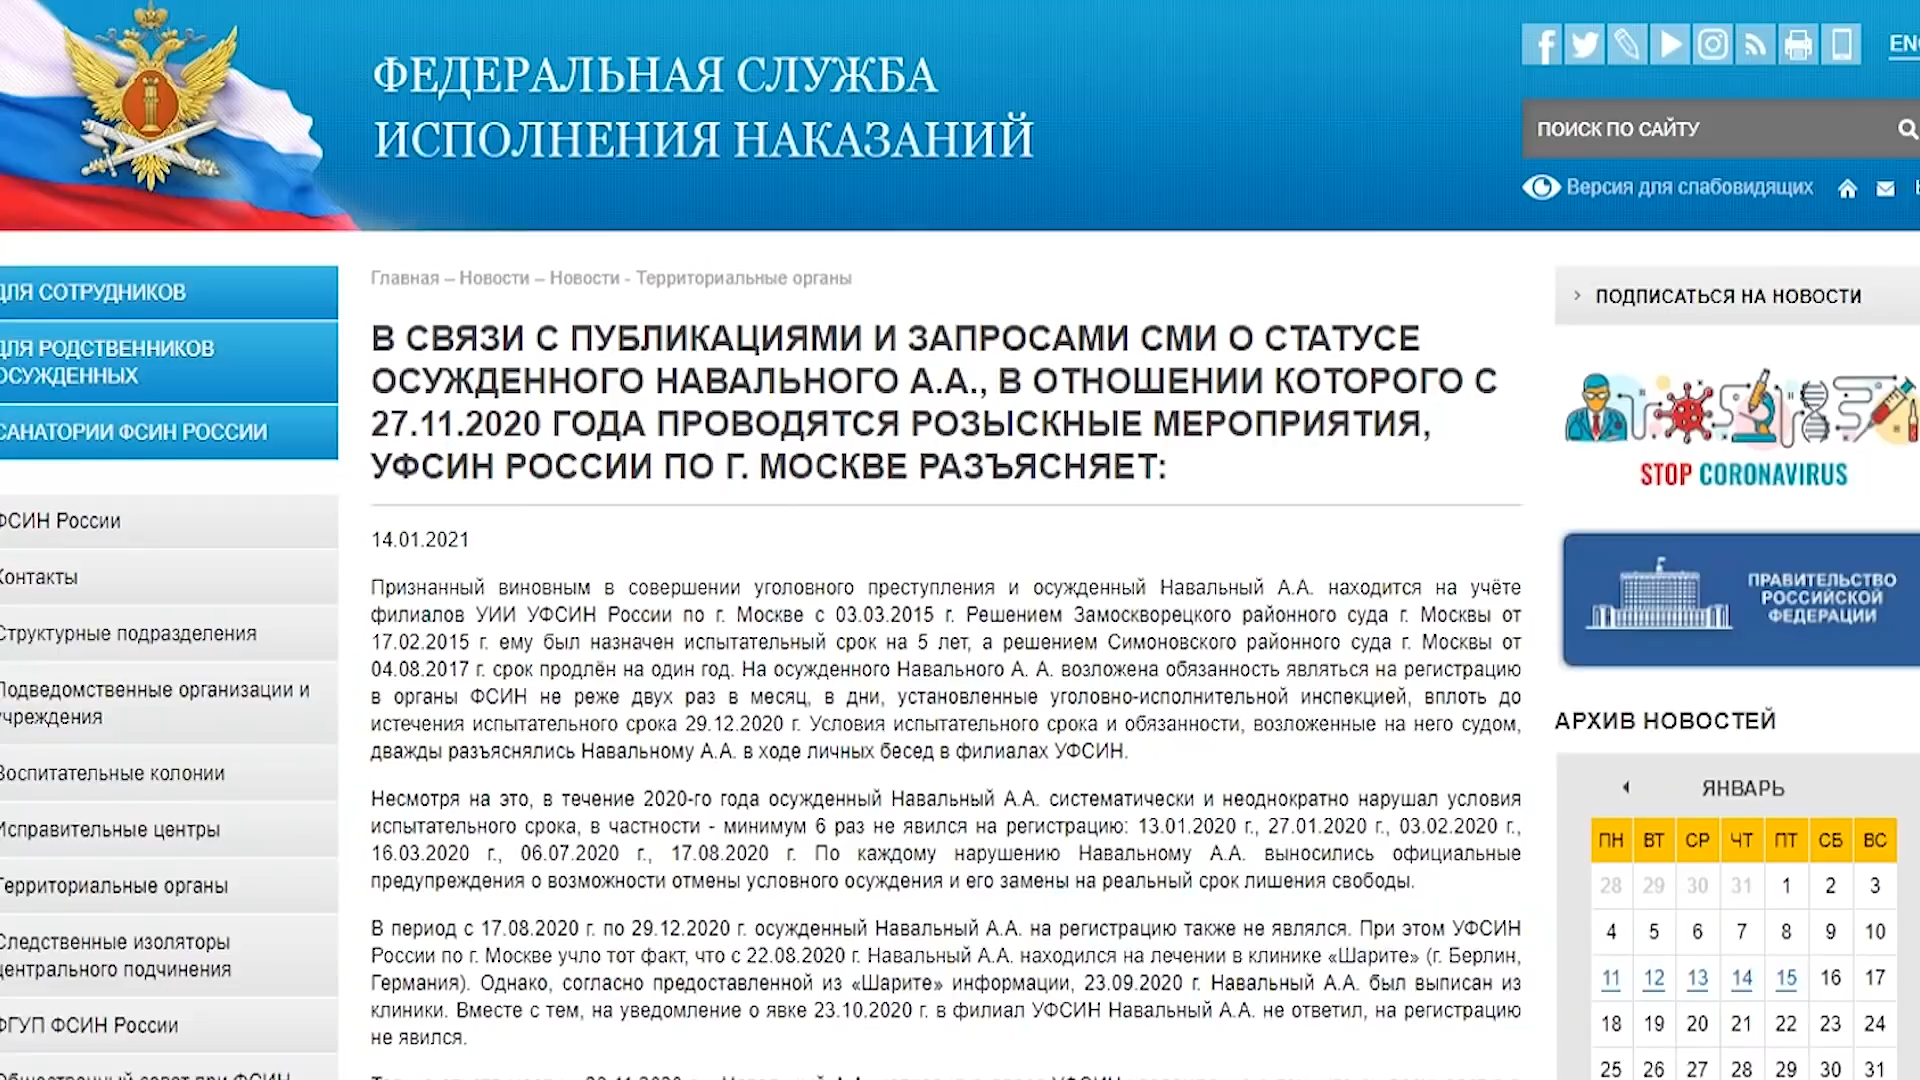 ФЕДЕРАЛЬНАЯ СЛУЖБА
ИСПОЛНЕНИЯ НАКАЗАНИЙ
ПОИСК ПО САЙТУ
Версия для слабовидящих
ДЛЯ СОТРУДНИКОВ
ДЛЯ РОДСТВЕННИКОВ
ОСУЖДЕННЫХ
САНАТОРИИ ФСИН РОССИИ
ФСИН России
Контакты
Структурные подразделения
Подведомственные организации и
учреждения
Воспитательные колонии
Исправительные центры
Территориальные органы
Следственные изоляторы
центрального подчинения
ФГУП ФСИН России
Главная – Новости – Новости - Территориальные органы
В СВЯЗИ С ПУБЛИКАЦИЯМИ И ЗАПРОСАМИ СМИ О СТАТУСЕ
ОСУЖДЕННОГО НАВАЛЬНОГО А.А., В ОТНОШЕНИИ КОТОРОГО С
27.11.2020 ГОДА ПРОВОДЯТСЯ РОЗЫСКНЫЕ МЕРОПРИЯТИЯ,
УФСИН РОССИИ ПО Г. МОСКВЕ РАЗЪЯСНЯЕТ:
14.01.2021
Признанный виновным в совершении уголовного преступления и осужденный Навальный А.А. находится на учёте
филиалов УИИ УФСИН России по г. Москве с 03.03.2015 г. Решением Замоскворецкого районного суда г. Москвы от
17.02.2015 г. ему был назначен испытательный срок на 5 лет, а решением Симоновского районного суда г. Москвы от
04.08.2017 г. срок продлён на один год. На осужденного Навального А. А. возложена обязанность являться на регистрацию
в органы ФСИН не реже двух раз в месяц, в дни, установленные уголовно-исполнительной инспекцией, вплоть до
истечения испытательного срока 29.12.2020 г. Условия испытательного срока и обязанности, возложенные на него судом,
дважды разъяснялись Навальному А.А. в ходе личных бесед в филиалах УФСИН.
Несмотря на это, в течение 2020-го года осужденный Навальный А.А. систематически и неоднократно нарушал условия
испытательного срока, в частности - минимум 6 раз не явился на регистрацию: 13.01.2020 г., 27.01.2020 г., 03.02.2020 г.,
16.03.2020 г., 06.07.2020 г., 17.08.2020 г. По каждому нарушению Навальному А.А. выносились официальные
предупреждения о возможности отмены условного осуждения и его замены на реальный срок лишения свободы.
В период с 17.08.2020 г. по 29.12.2020 г. осужденный Навальный А.А. на регистрацию также не являлся. При этом УФСИН
России по г. Москве учло тот факт, что с 22.08.2020 г. Навальный А.А. находился на лечении в клинике «Шарите» (г. Берлин,
Германия). Однако, согласно предоставленной из «Шарите» информации, 23.09.2020 г. Навальный А.А. был выписан из
клиники. Вместе с тем, на уведомление о явке 23.10.2020 г. в филиал УФСИН Навальный А.А. не ответил, на регистрацию
не явился.
ПОДПИСАТЬСЯ НА НОВОСТИ
STOP CORONAVIRUS
ПРАВИТЕЛЬСТВО
РОССИЙСКОЙ
ФЕДЕРАЦИИ
АРХИВ НОВОСТЕЙ
ЯНВАРЬ
ПН ВТ СР ЧТ ПТ СБ ВС
28 29 30 31 1 2 3
4 5 6 7 8 9 10
11 12 13 14 15 16 17
18 19 20 21 22 23 24
25 26 27 28 29 30 31